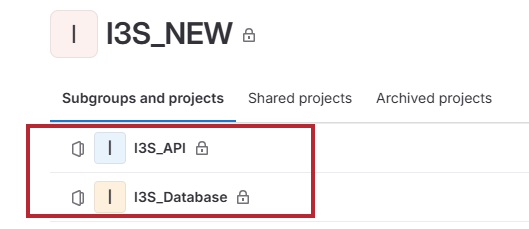 I I3S_NEW
Subgroups and projects Shared projects Archived projects
I I3S_API
I I3S_Database